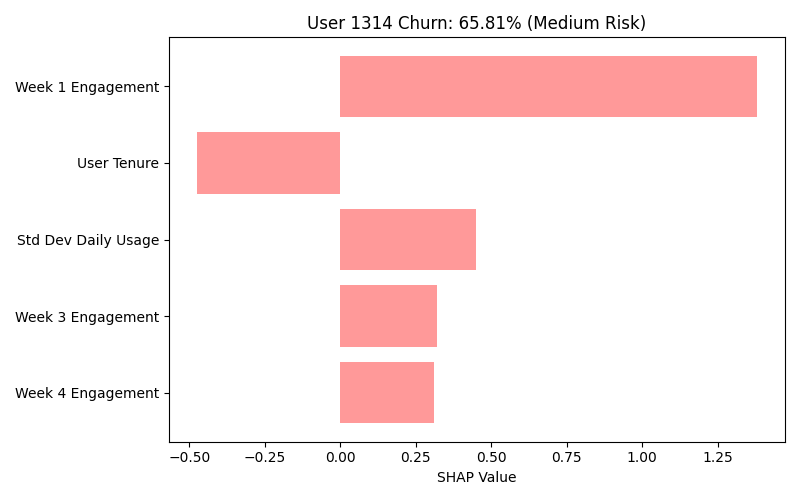 User 1314 Churn: 65.81% (Medium Risk)
Week 1 Engagement
User Tenure
Std Dev Daily Usage
Week 3 Engagement
Week 4 Engagement
−0.50 −0.25 0.00 0.25 0.50 0.75 1.00 1.25
SHAP Value